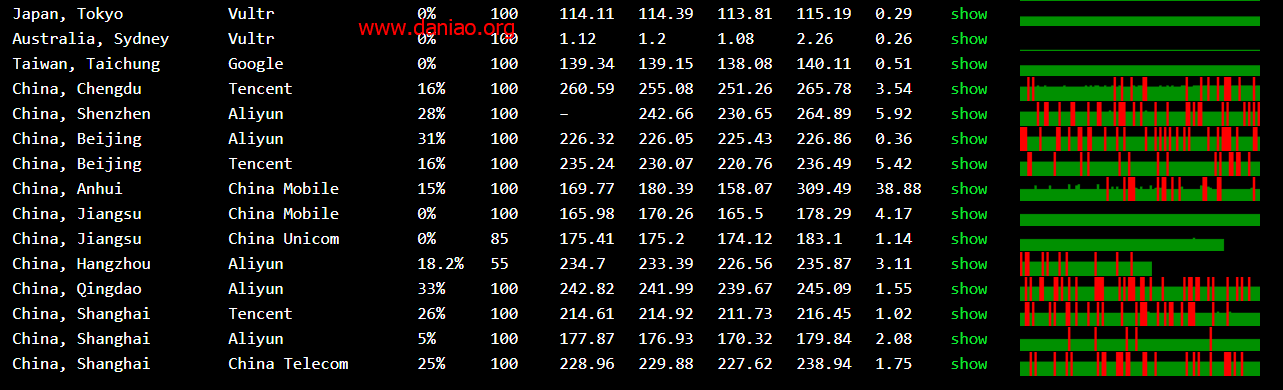 Japan, Tokyo Vultr 0% 100 114.11 114.39 113.81 115.19 0.29 show
www.daniao.org
Australia, Sydney Vultr 0% 100 1.12 1.2 1.08 2.26 0.26 show
Taiwan, Taichung Google 0% 100 139.34 139.15 138.08 140.11 0.51 show
China, Chengdu Tencent 16% 100 260.59 255.08 251.26 265.78 3.54 show
China, Shenzhen Aliyun 28% 100 – 242.66 230.65 264.89 5.92 show
China, Beijing Aliyun 31% 100 226.32 226.05 225.43 226.86 0.36 show
China, Beijing Tencent 16% 100 235.24 230.07 220.76 236.49 5.42 show
China, Anhui China Mobile 15% 100 169.77 180.39 158.07 309.49 38.88 show
China, Jiangsu China Mobile 0% 100 165.98 170.26 165.5 178.29 4.17 show
China, Jiangsu China Unicom 0% 85 175.41 175.2 174.12 183.1 1.14 show
China, Hangzhou Aliyun 18.2% 55 234.7 233.39 226.56 235.87 3.11 show
China, Qingdao Aliyun 33% 100 242.82 241.99 239.67 245.09 1.55 show
China, Shanghai Tencent 26% 100 214.61 214.92 211.73 216.45 1.02 show
China, Shanghai Aliyun 5% 100 177.87 176.93 170.32 179.84 2.08 show
China, Shanghai China Telecom 25% 100 228.96 229.88 227.62 238.94 1.75 show